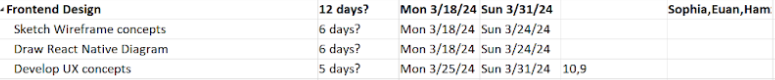 Frontend Design 12 days? Mon 3/18/24 Sun 3/31/24 Sophia,Euan,Ham
Sketch Wireframe concepts 6 days? Mon 3/18/24 Sun 3/24/24
Draw React Native Diagram 6 days? Mon 3/18/24 Sun 3/24/24
Develop UX concepts 5 days? Mon 3/25/24 Sun 3/31/24 10,9